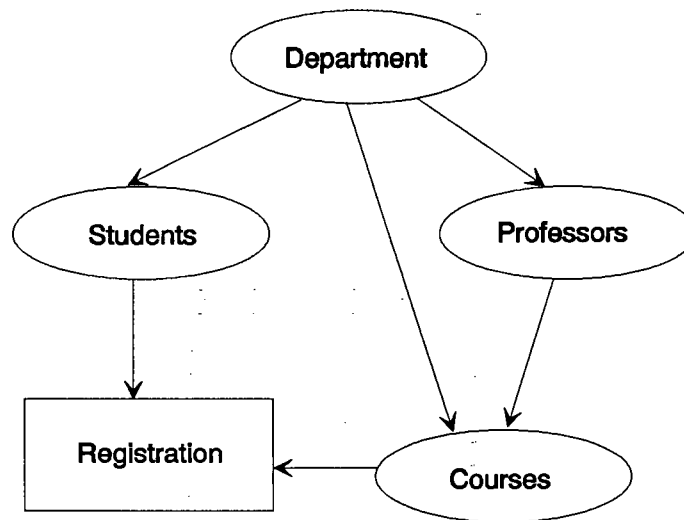 Department
Students
Professors
Registration
Courses